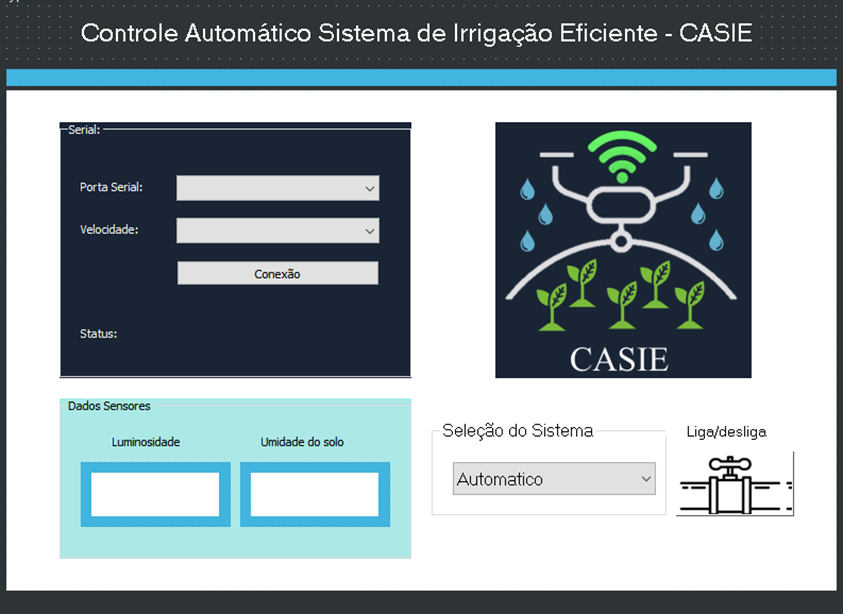 Controle Automático Sistema de Irrigação Eficiente - CASIE
Serial:
Porta Serial:
Velocidade:
Conexão
Status:
CASIE
Dados Sensores
Luminosidade
Umidade do solo
Seleção do Sistema
Automatico
Liga/desliga